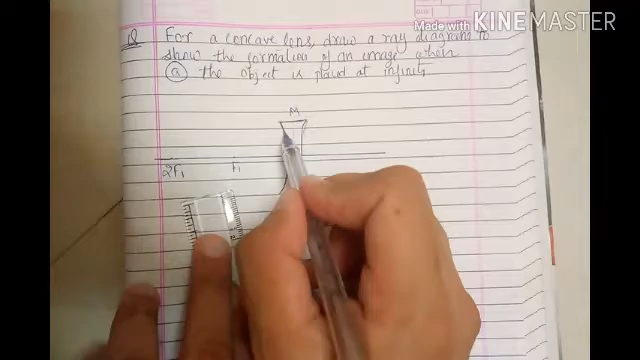 Made with KINEMASTER
Q For a concave lens, draw a ray diagram to
show the formation of an image when
(a) the object is placed at infinity
M
2F1 F1